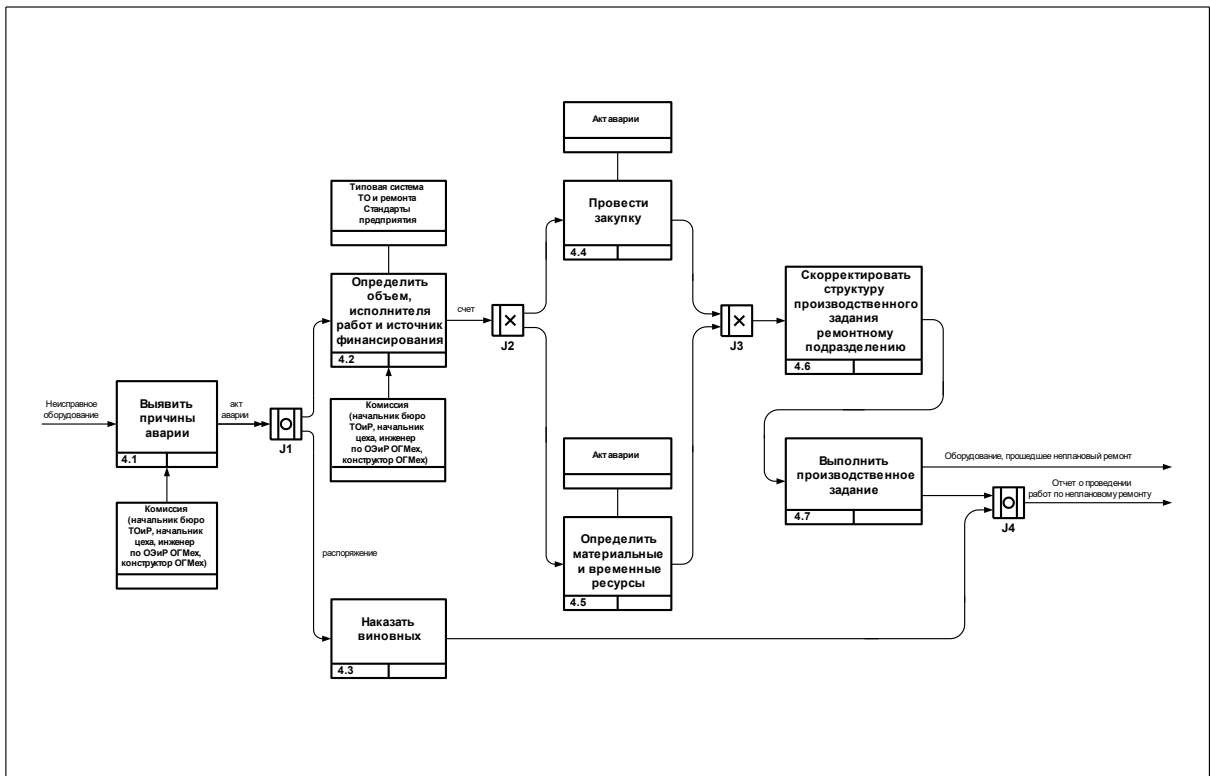 Акт аварии
Провести
закупку
4.4
Типовая система
ТО и ремонта
Стандарты
предприятия
Определить
объем,
исполнителя
работ и источник
финансирования
4.2
счет
J2
J3
Скорректировать
структуру
производственного
задания
ремонтному
подразделению
4.6
Неисправное
оборудование
Выявить
причины
аварии
4.1
акт
аварии
J1
Комиссия
(начальник бюро
ТОиР, начальник
цеха, инженер
по ОЭиР ОГМех,
конструктор ОГМех)
Комиссия
(начальник бюро
ТОиР, начальник
цеха, инженер
по ОЭиР ОГМех,
конструктор ОГМех)
Акт аварии
Определить
материальные
и временные
ресурсы
4.5
Выполнить
производственное
задание
4.7
Оборудование, прошедшее неплановый ремонт
Отчет о проведении
работ по неплановому ремонту
J4
распоряжение
Наказать
виновных
4.3